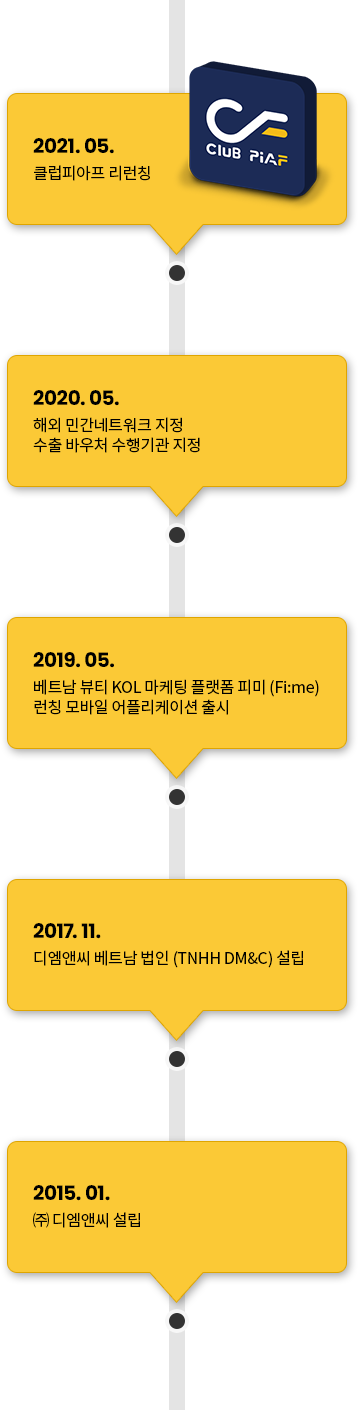 2021. 05.
클럽피아프 리런칭
CluB PiAF
2020. 05.
해외 민간네트워크 지정
수출 바우처 수행기관 지정
2019. 05.
베트남 뷰티 KOL 마케팅 플랫폼 피미 (Fi:me)
런칭 모바일 어플리케이션 출시
2017. 11.
디엠앤씨 베트남 법인 (TNHH DM&C) 설립
2015. 01.
㈜ 디엠앤씨 설립